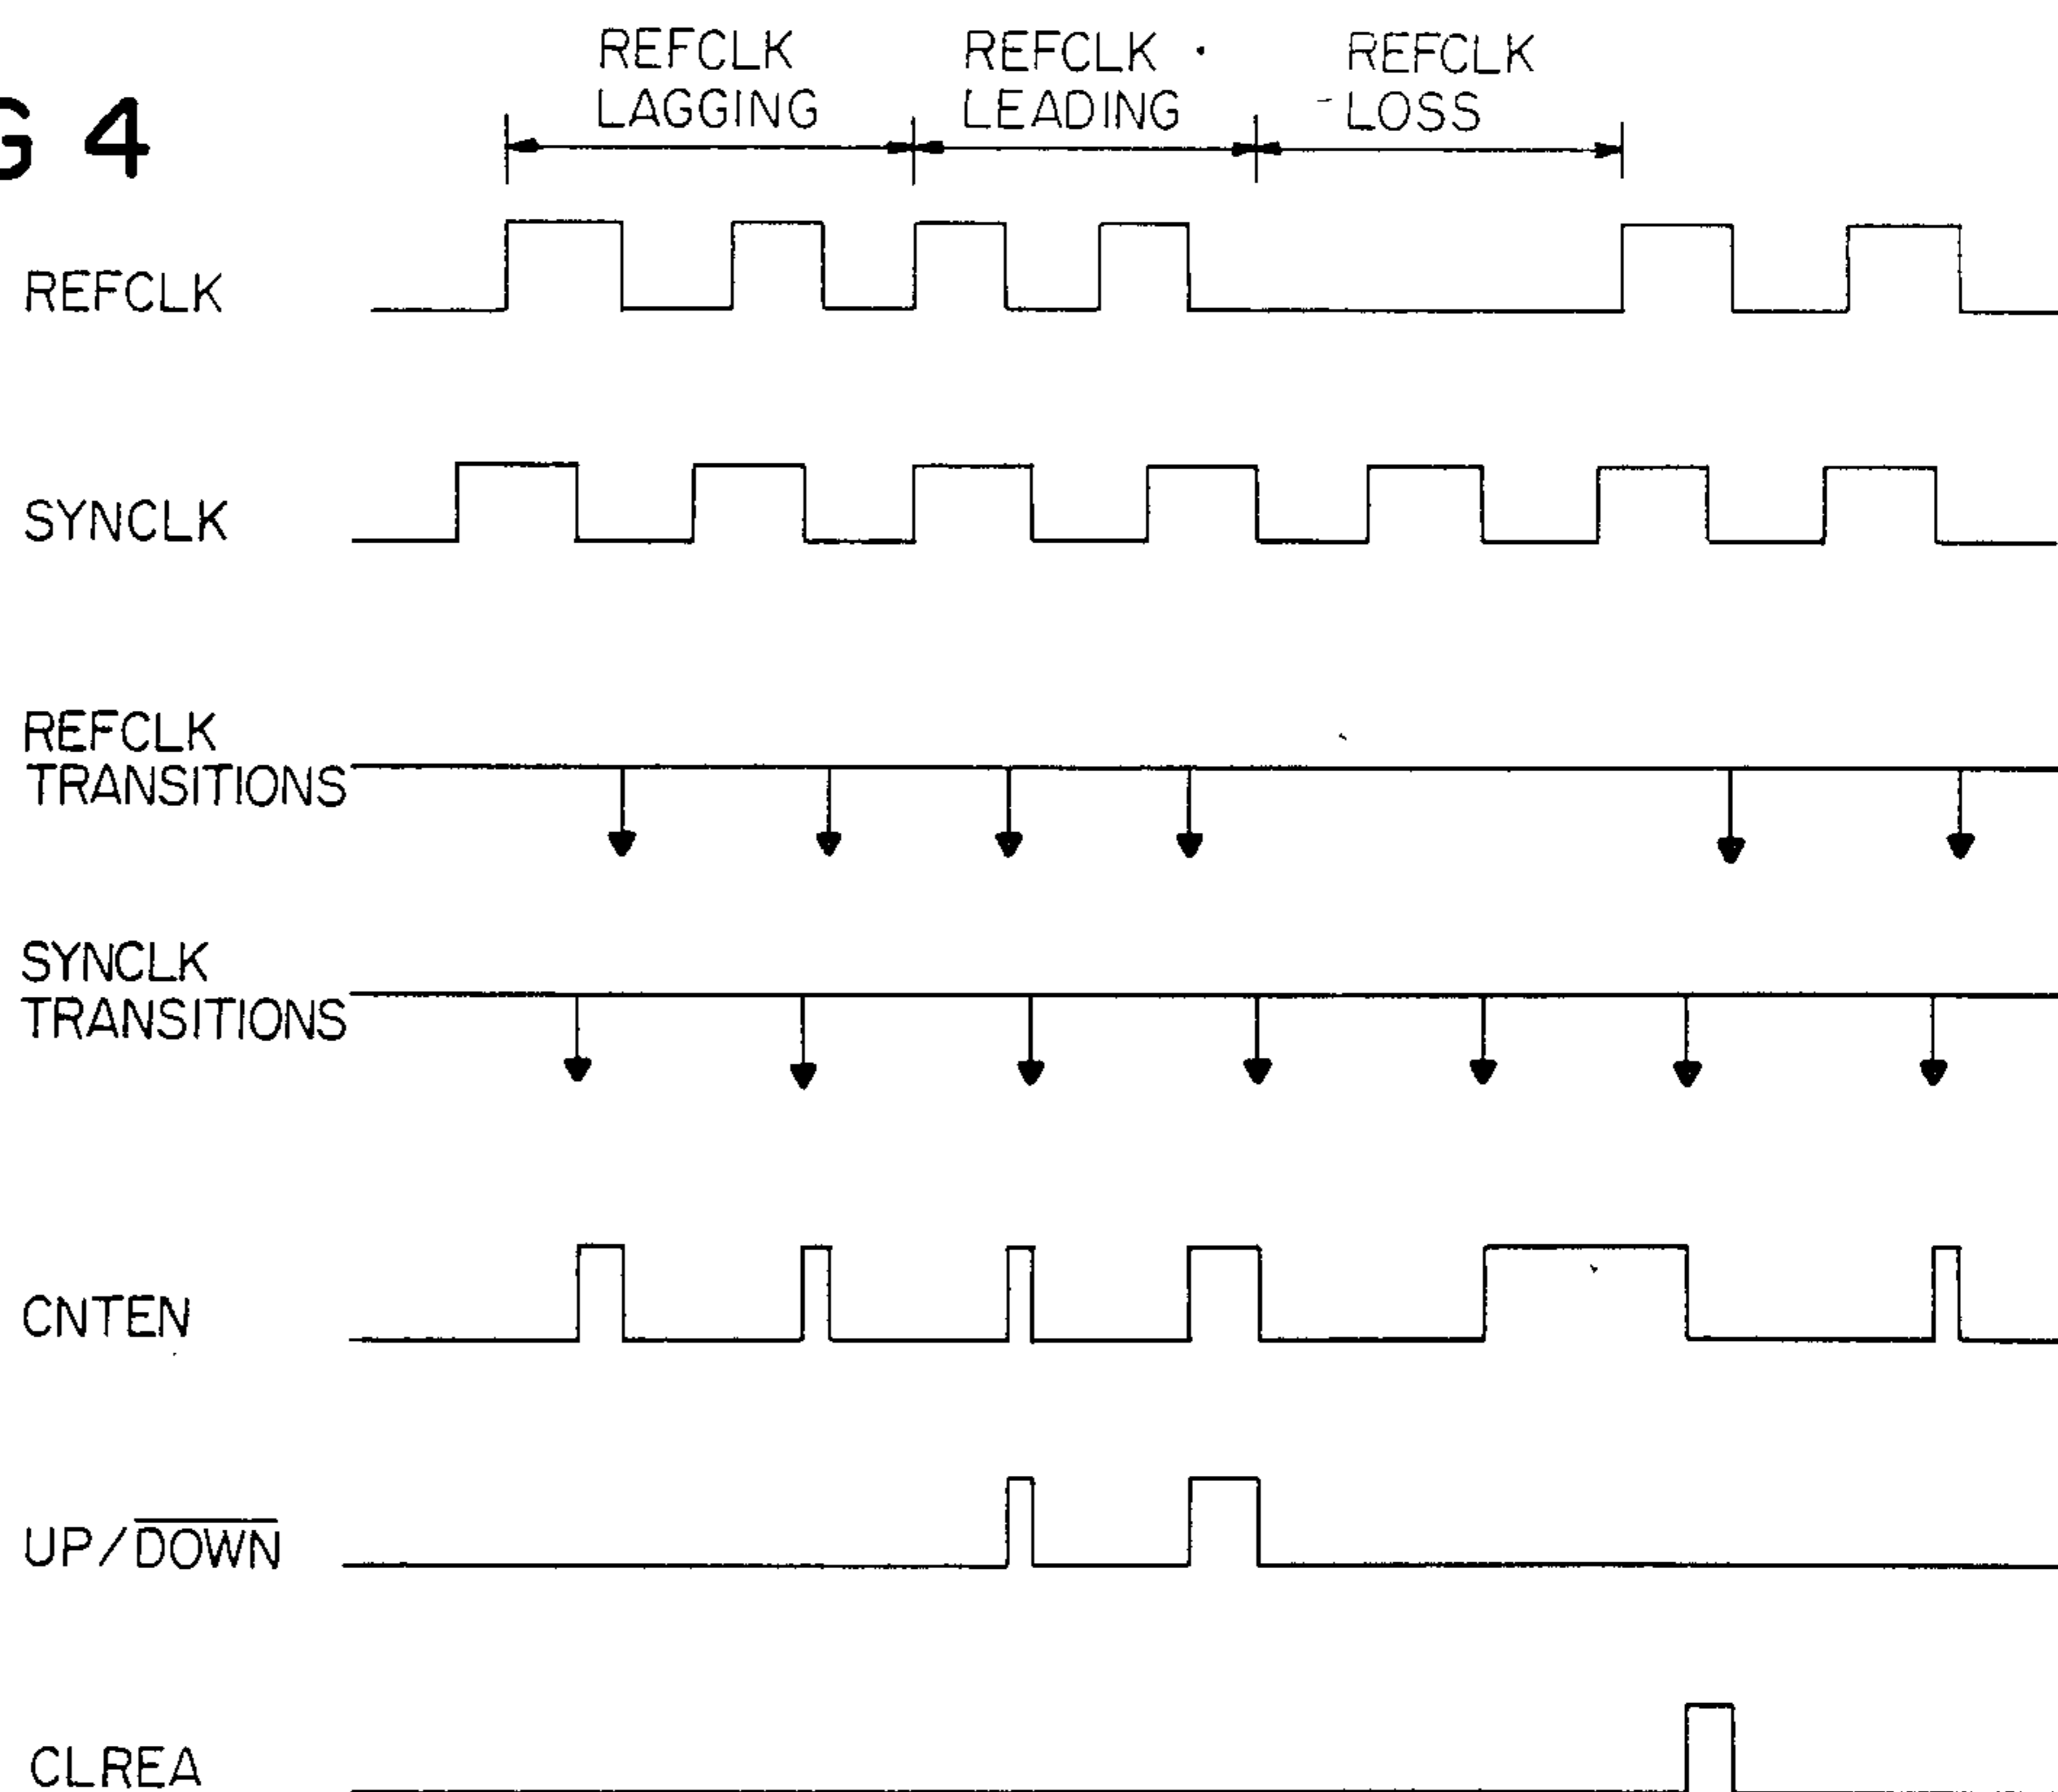 G 4
REFCLK
LAGGING
REFCLK
LEADING
REFCLK
LOSS
REFCLK
SYNCLK
REFCLK
TRANSITIONS
SYNCLK
TRANSITIONS
CNTEN
UP/DOWN
CLREA